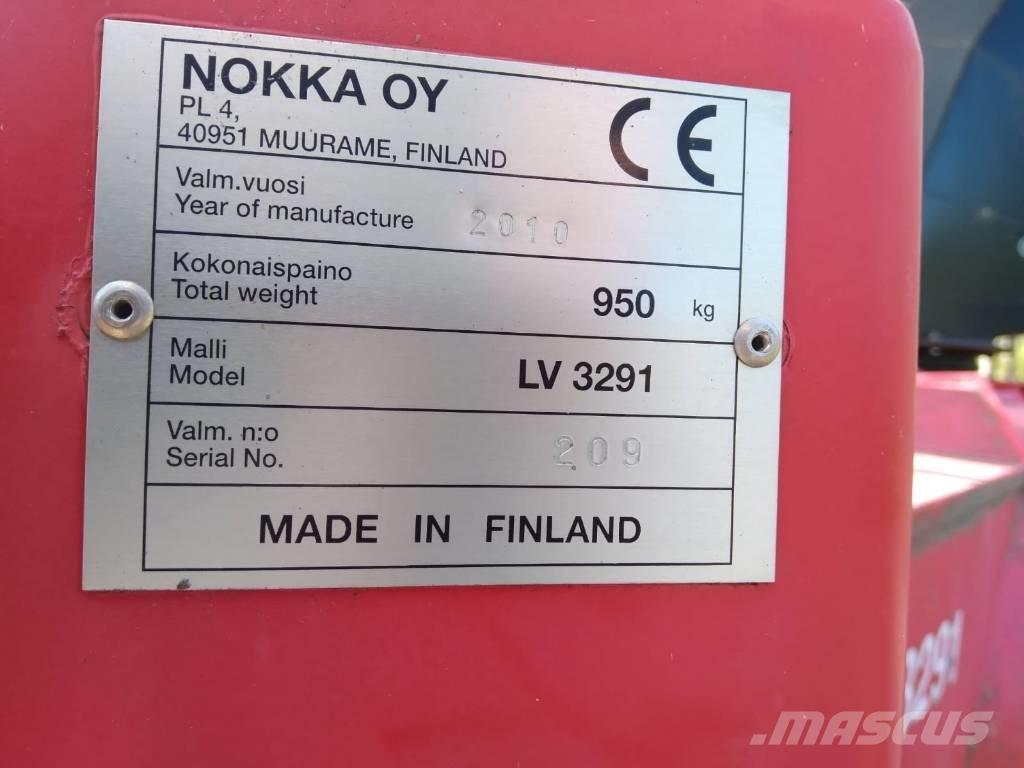 NOKKA OY
PL 4,
40951 MUURAME, FINLAND
CE
Valm.vuosi
Year of manufacture 2010
Kokonaispaino
Total weight 950 kg
Malli
Model LV 3291
Valm. n:o
Serial No. 209
MADE IN FINLAND
3291
MASCUS